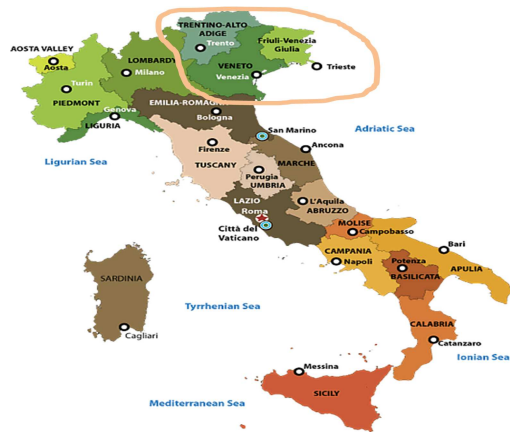 TRENTINO-ALTO
ADIGE
Trento
Friuli-Venezia
Giulia
AOSTA VALLEY
Aosta
LOMBARDY
Milano
VENETO
Venezia
Trieste
Turin
PIEDMONT
Genova
LIGURIA
EMILIA-ROMAGNA
Bologna
San Marino
Adriatic Sea
Firenze
Ancona
Ligurian Sea
TUSCANY
MARCHE
Perugia
UMBRIA
L'Aquila
ABRUZZO
LAZIO
Roma
Città del
Vaticano
MOLISE
Campobasso
CAMPANIA
Napoli
Bari
Potenza
BASILICATA
APULIA
SARDINIA
Tyrrhenian Sea
Cagliari
CALABRIA
Catanzaro
Ionian Sea
Messina
SICILY
Mediterranean Sea